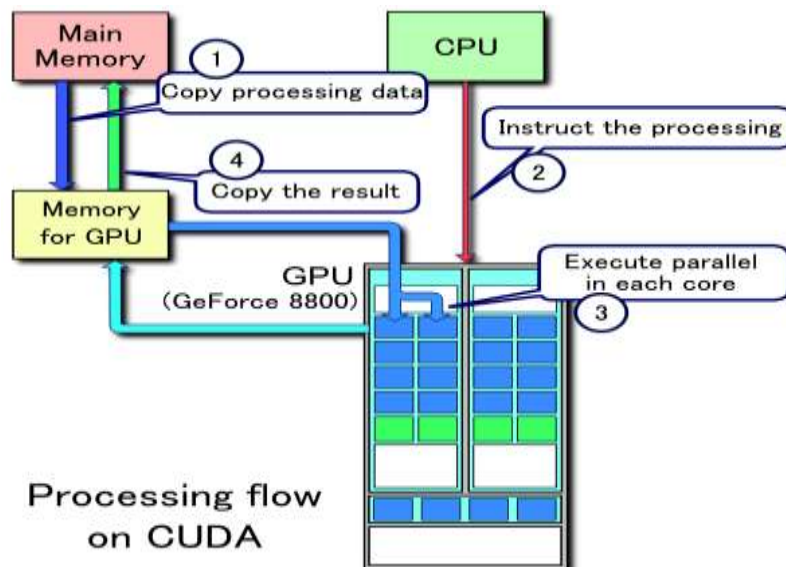 Main
Memory
CPU
1
Copy processing data
Instruct the processing
2
4
Copy the result
Memory
for GPU
GPU
(GeForce 8800)
Execute parallel
in each core
3
Processing flow
on CUDA